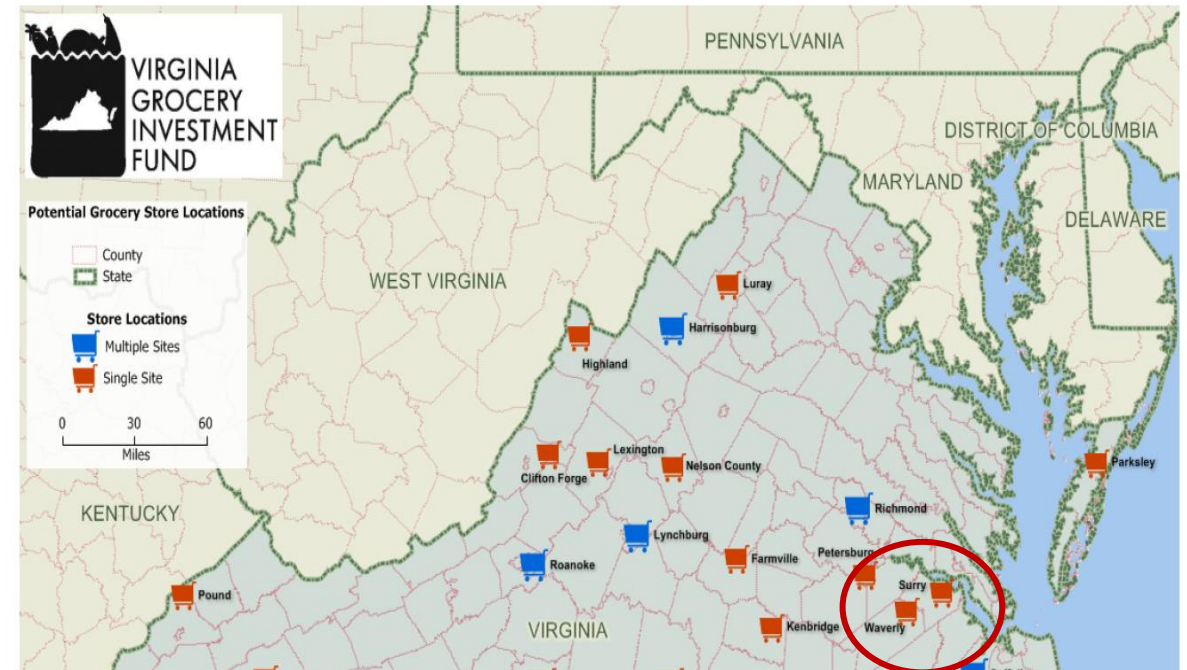 VIRGINIA
GROCERY
INVESTMENT
FUND
Potential Grocery Store Locations
County
State
Store Locations
Multiple Sites
Single Site
0 30 60
Miles
PENNSYLVANIA
DISTRICT OF COLUMBIA
MARYLAND
DELAWARE
WEST VIRGINIA
Luray
Harrisonburg
Highland
Lexington
Clifton Forge
Nelson County
Parksley
KENTUCKY
Richmond
Lynchburg
Petersburg
Farmville
Roanoke
Surry
Pound
Waverly
Kenbridge
VIRGINIA